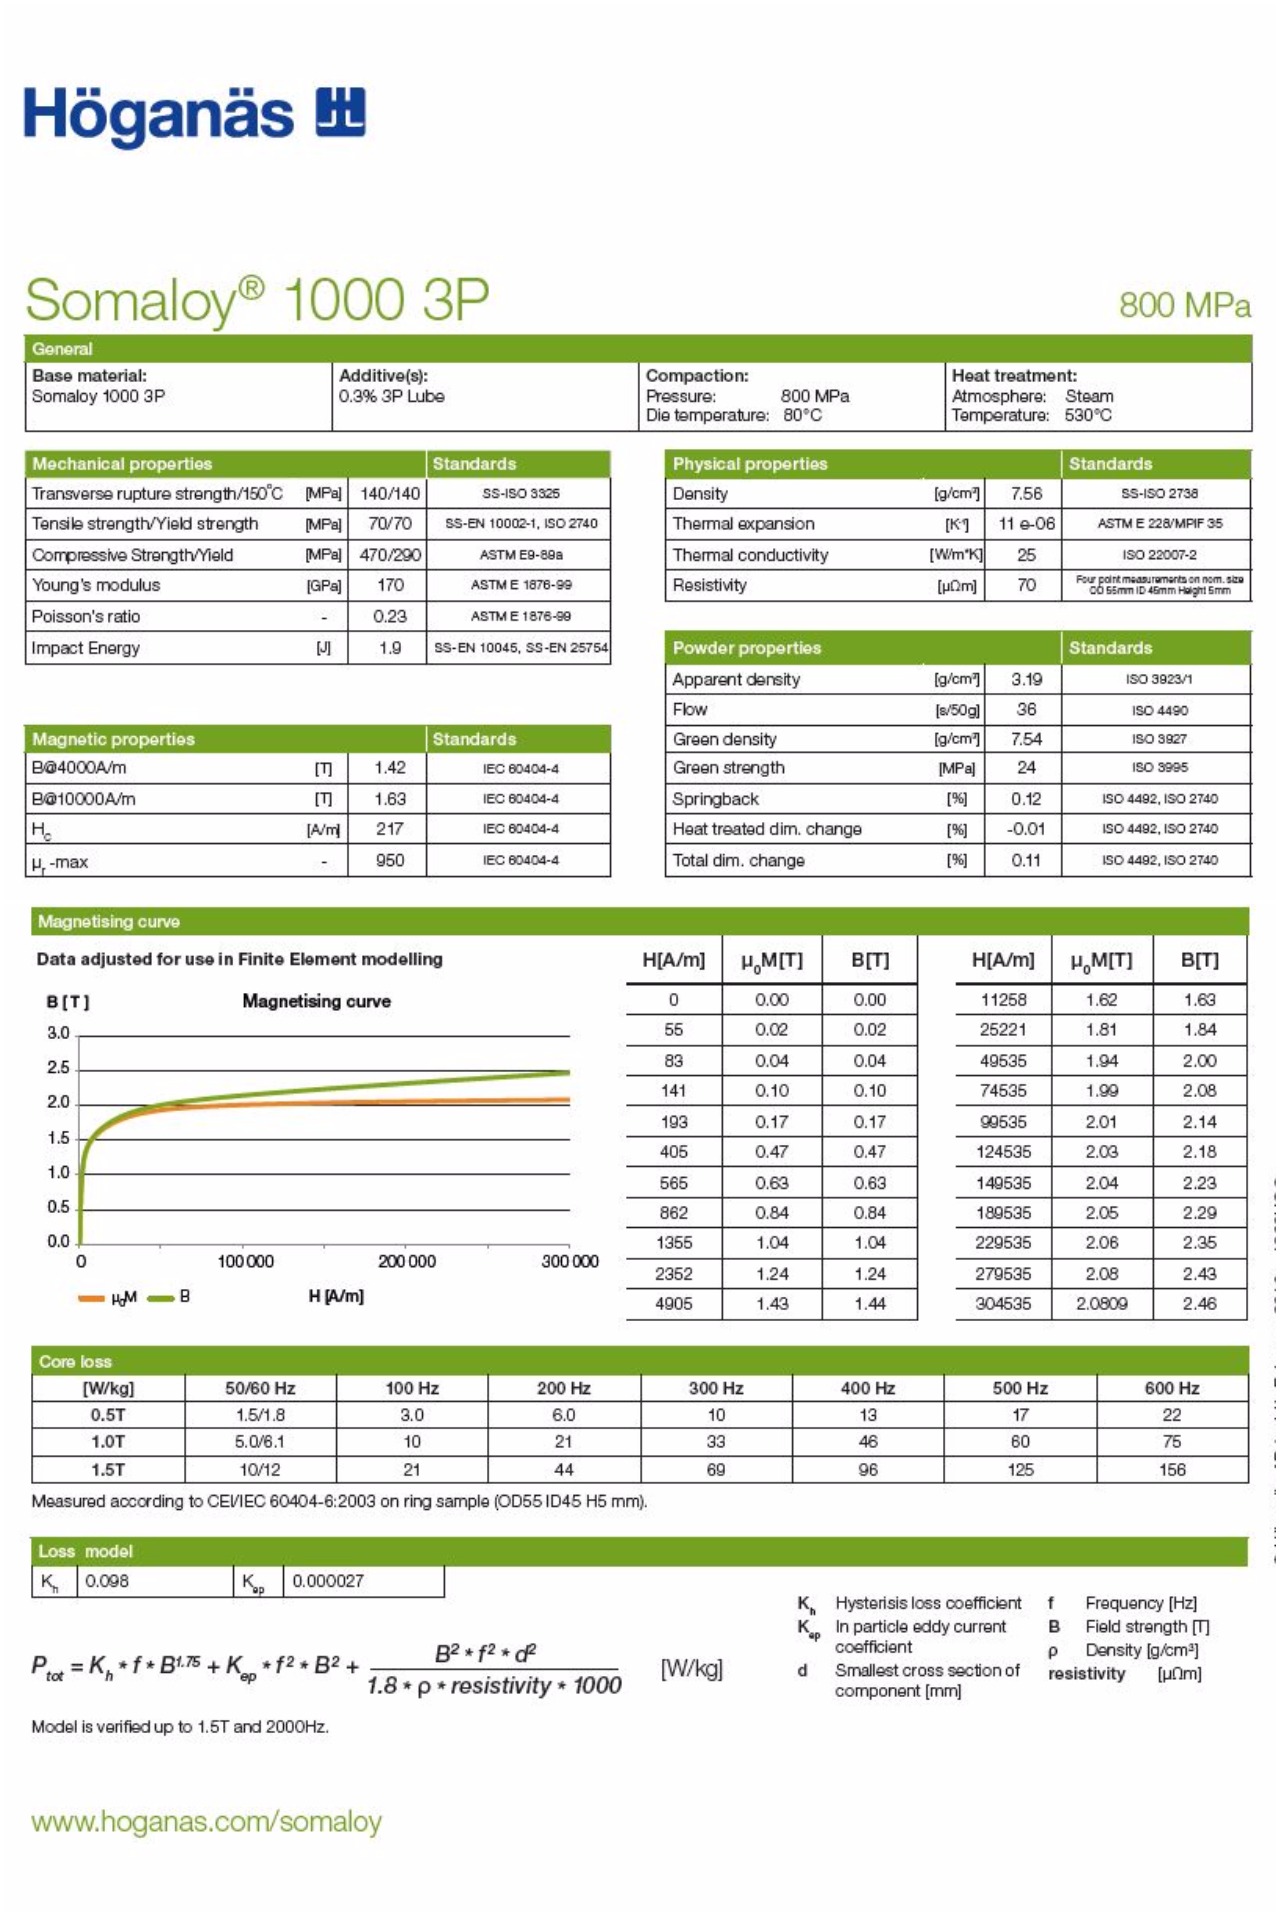 Höganäs
Somaloy® 1000 3P 800 MPa
General
Base material: Additive(s): Compaction: Heat treatment:
Somaloy 1000 3P 0.3% 3P Lube Pressure: 800 MPa Atmosphere: Steam
Die temperature: 80°C Temperature: 530°C
Mechanical properties Standards
Transverse rupture strength/150°C [MPa] 140/140 SS-ISO 3325
Tensile strength/Yield strength [MPa] 70/70 SS-EN 10002-1, ISO 2740
Compressive Strength/Yield [MPa] 470/290 ASTM E9-89a
Young's modulus [GPa] 170 ASTM E 1876-99
Poisson's ratio - 0.23 ASTM E 1876-99
Impact Energy [J] 1.9 SS-EN 10045, SS-EN 25754
Physical properties Standards
Density [g/cm³] 7.56 SS-ISO 2738
Thermal expansion [K⁻¹] 11 e-06 ASTM E 228/MPIF 35
Thermal conductivity [W/m*K] 25 ISO 22007-2
Resistivity [μΩm] 70 Four point measurements on nom. size
OD 55mm ID 45mm Height 5mm
Powder properties Standards
Apparent density [g/cm³] 3.19 ISO 3923/1
Flow [s/50g] 36 ISO 4490
Green density [g/cm³] 7.54 ISO 3927
Green strength [MPa] 24 ISO 3995
Springback [%] 0.12 ISO 4492, ISO 2740
Heat treated dim. change [%] -0.01 ISO 4492, ISO 2740
Total dim. change [%] 0.11 ISO 4492, ISO 2740
Magnetic properties Standards
B@4000A/m [T] 1.42 IEC 60404-4
B@10000A/m [T] 1.63 IEC 60404-4
Hc [A/m] 217 IEC 60404-4
μr -max - 950 IEC 60404-4
Magnetising curve
Data adjusted for use in Finite Element modelling
B [T] Magnetising curve
3.0
2.5
2.0
1.5
1.0
0.5
0.0
0 100 000 200 000 300 000
μ0M B H [A/m]
H[A/m] μ0M[T] B[T] H[A/m] μ0M[T] B[T]
0 0.00 0.00 11258 1.62 1.63
55 0.02 0.02 25221 1.81 1.84
83 0.04 0.04 49535 1.94 2.00
141 0.10 0.10 74535 1.99 2.08
193 0.17 0.17 99535 2.01 2.14
405 0.47 0.47 124535 2.03 2.18
565 0.63 0.63 149535 2.04 2.23
862 0.84 0.84 189535 2.05 2.29
1355 1.04 1.04 229535 2.06 2.35
2352 1.24 1.24 279535 2.08 2.43
4905 1.43 1.44 304535 2.0809 2.46
Core loss
[W/kg] 50/60 Hz 100 Hz 200 Hz 300 Hz 400 Hz 500 Hz 600 Hz
0.5T 1.5/1.8 3.0 6.0 10 13 17 22
1.0T 5.0/6.1 10 21 33 46 60 75
1.5T 10/12 21 44 69 96 125 156
Measured according to CEI/IEC 60404-6:2003 on ring sample (OD55 ID45 H5 mm).
Loss model
Kh 0.098 Kep 0.000027
Ptot = Kh * f * B^1.75 + Kep * f² * B² + B² * f² * d² / 1.8 * ρ * resistivity * 1000 [W/kg]
Kh Hysterisis loss coefficient f Frequency [Hz]
Kep In particle eddy current B Field strength [T]
coefficient ρ Density [g/cm³]
d Smallest cross section of resistivity [μΩm]
component [mm]
Model is verified up to 1.5T and 2000Hz.
www.hoganas.com/somaloy